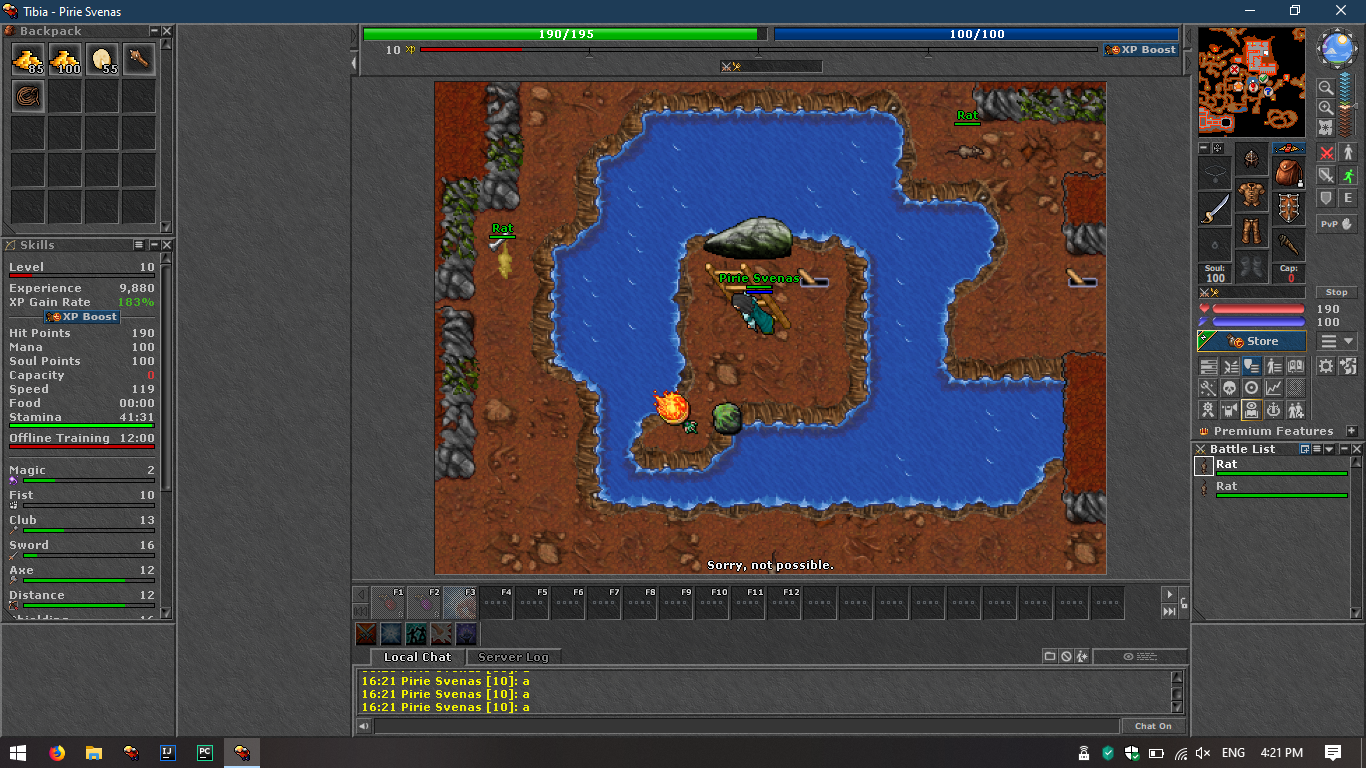 Tibia - Pirie Svenas
Backpack
85
100
55
Skills
Level 10
Experience 9,880
XP Gain Rate 183%
XP Boost
Hit Points 190
Mana 100
Soul Points 100
Capacity 0
Speed 119
Food 00:00
Stamina 41:31
Offline Training 12:00
Magic 2
Fist 10
Club 13
Sword 16
Axe 12
Distance 12
190/195
100/100
10
XP Boost
Rat
Rat
Pirie Svenas
Sorry, not possible.
F1 F2 F3 F4 F5 F6 F7 F8 F9 F10 F11 F12
Local Chat
Server Log
16:21 Pirie Svenas [10]: a
16:21 Pirie Svenas [10]: a
16:21 Pirie Svenas [10]: a
Chat On
E
PvP
Soul:
100
Cap:
0
Stop
190
100
Store
Premium Features
Battle List
Rat
Rat
IJ
PC
ENG
4:21 PM